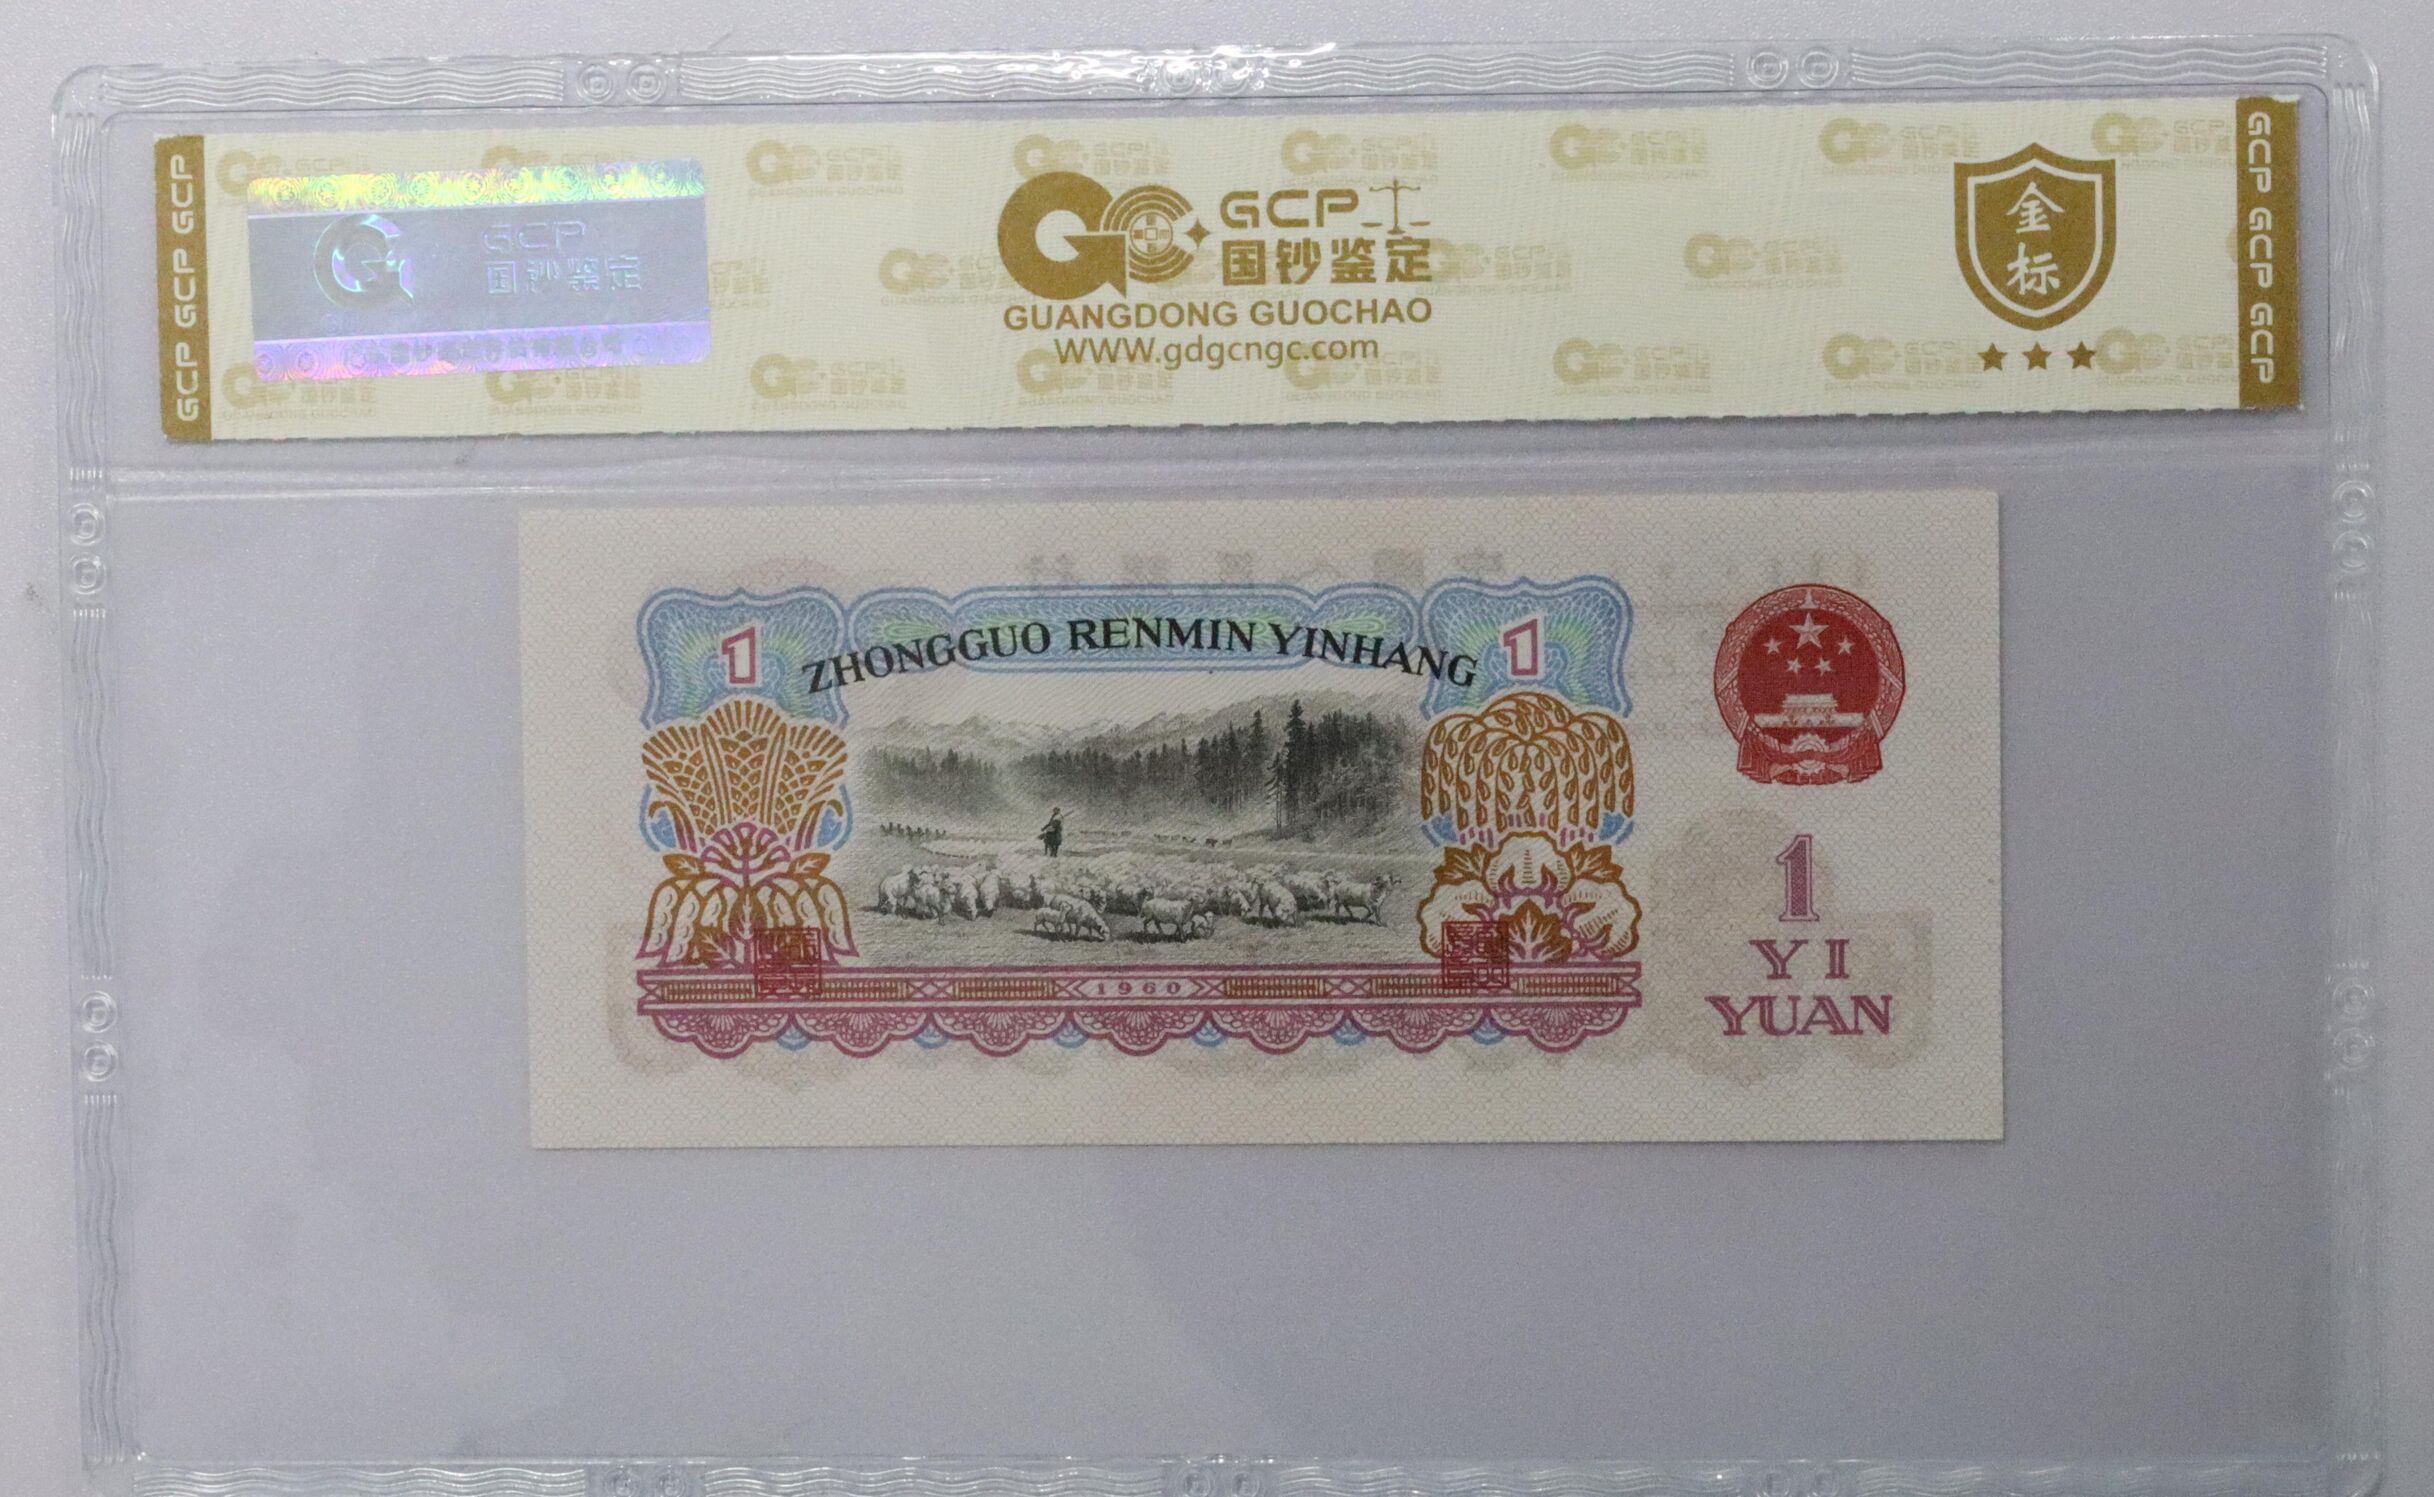 GCP GCP GCP
GCP
国钞鉴定
GCP
国钞鉴定
GUANGDONG GUOCHAO
WWW.gdgcngc.com
金标
GCP GCP GCP
ZHONGGUO RENMIN YINHANG
1
1
1
YI
YUAN
1960